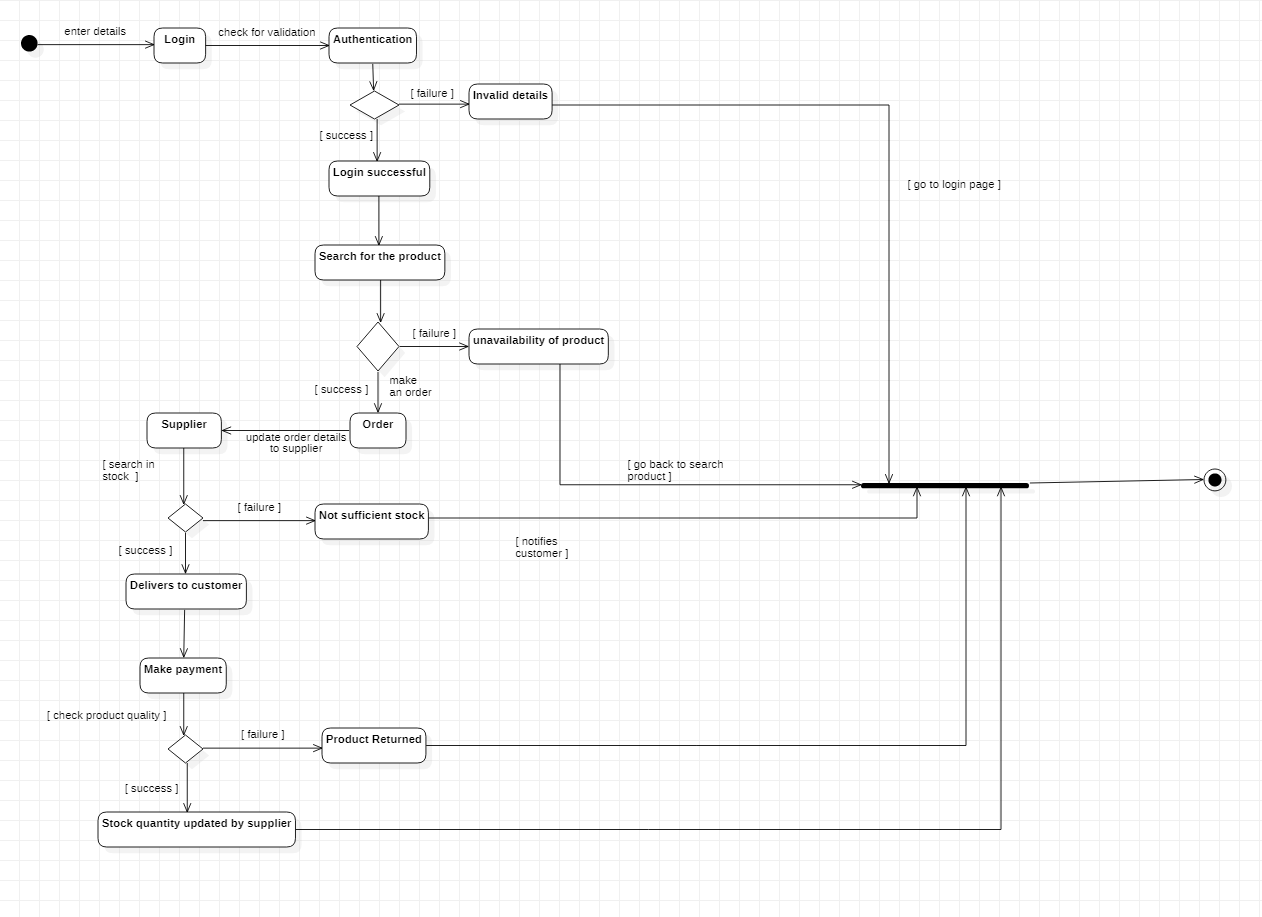 enter details
Login
check for validation
Authentication
[ failure ]
Invalid details
[ success ]
Login successful
[ go to login page ]
Search for the product
[ failure ]
unavailability of product
[ success ]
make
an order
Supplier
Order
update order details
to supplier
[ search in
stock  ]
[ go back to search
product ]
[ failure ]
Not sufficient stock
[ notifies
customer ]
[ success ]
Delivers to customer
Make payment
[ check product quality ]
[ failure ]
Product Returned
[ success ]
Stock quantity updated by supplier